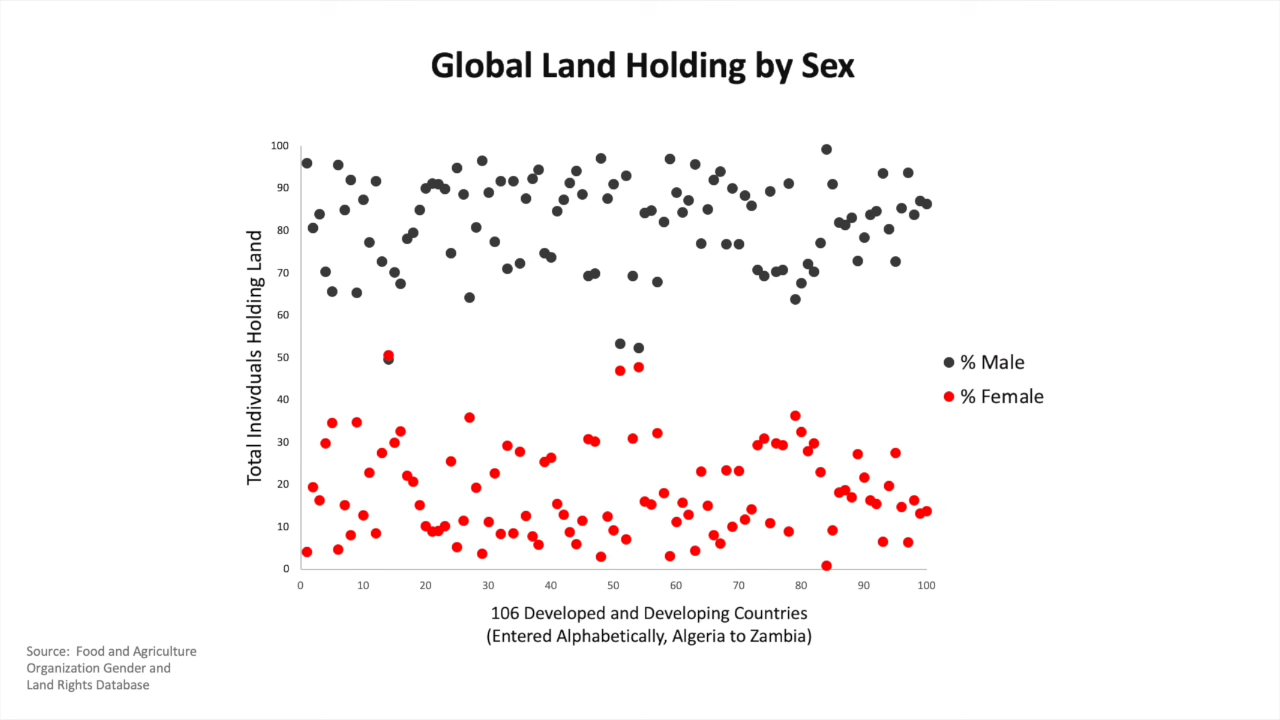 Global Land Holding by Sex
100
90
80
70
60
50
40
30
20
10
0
Total Indivduals Holding Land
0 10 20 30 40 50 60 70 80 90 100
106 Developed and Developing Countries
(Entered Alphabetically, Algeria to Zambia)
% Male
% Female
Source: Food and Agriculture
Organization Gender and
Land Rights Database